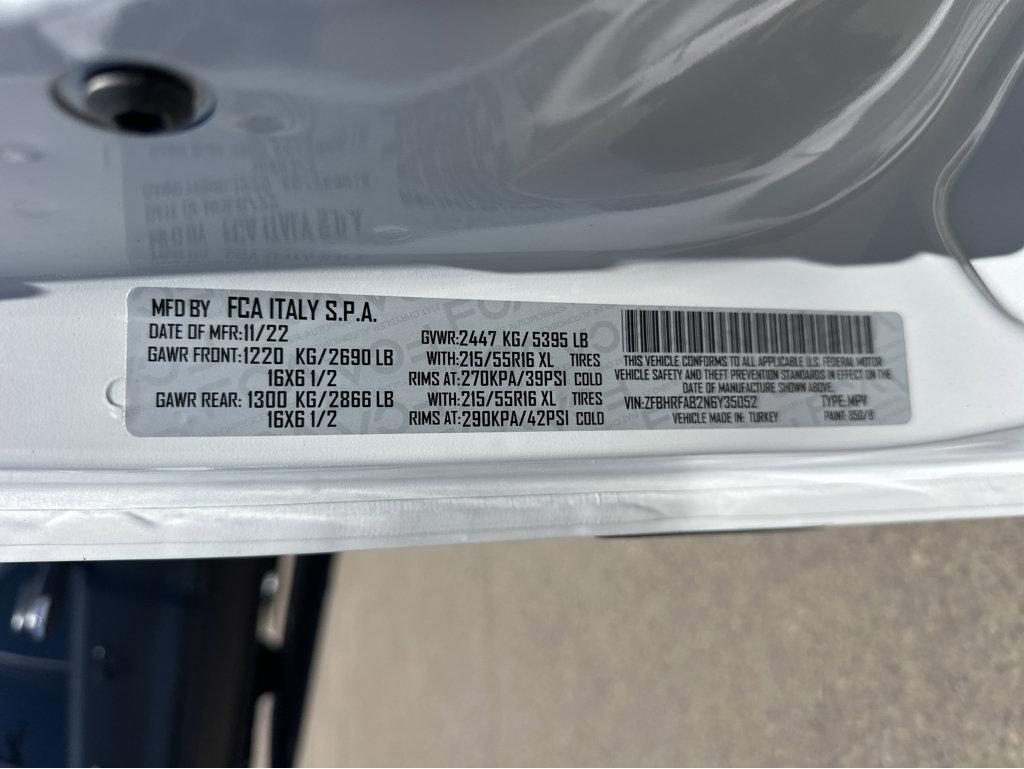 MFD BY FCA ITALY S.P.A.
DATE OF MFR:11/22 GVWR:2447 KG/ 5395 LB
GAWR FRONT:1220 KG/2690 LB WITH:215/55R16 XL TIRES
16X6 1/2 RIMS AT:270KPA/39PSI COLD
GAWR REAR: 1300 KG/2866 LB WITH:215/55R16 XL TIRES
16X6 1/2 RIMS AT:290KPA/42PSI COLD
THIS VEHICLE CONFORMS TO ALL APPLICABLE U.S. FEDERAL MOTOR
VEHICLE SAFETY AND THEFT PREVENTION STANDARDS IN EFFECT ON THE
DATE OF MANUFACTURE SHOWN ABOVE.
VIN:ZFBHRFAB2N6Y35052 TYPE: MPV
VEHICLE MADE IN: TURKEY PAINT: 350/B